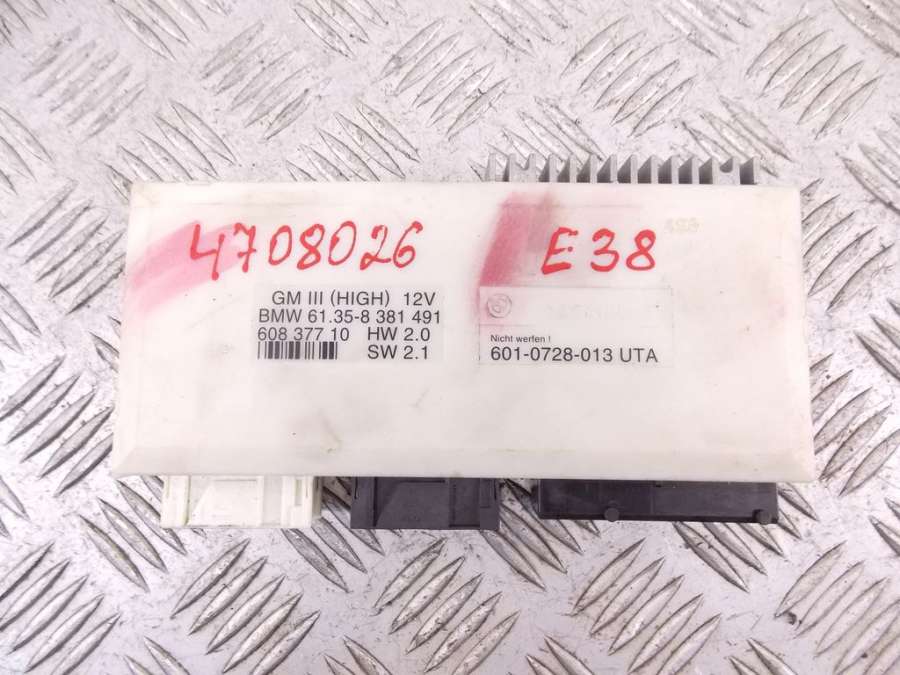 4708026
E38
GM III (HIGH) 12V
BMW 61.35-8 381 491
608 377 10 HW 2.0
SW 2.1
Nicht werfen !
601-0728-013 UTA